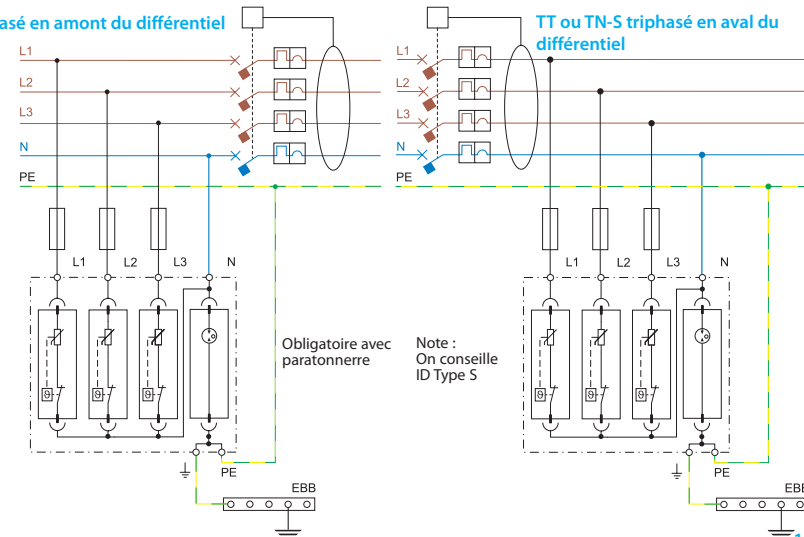 asé en amont du différentiel
L1
L2
L3
N
PE
L1
L2
L3
N
Obligatoire avec
paratonnerre
PE
EBB
TT ou TN-S triphasé en aval du
différentiel
L1
L2
L3
N
PE
L1
L2
L3
N
Note :
On conseille
ID Type S
PE
EBB
1